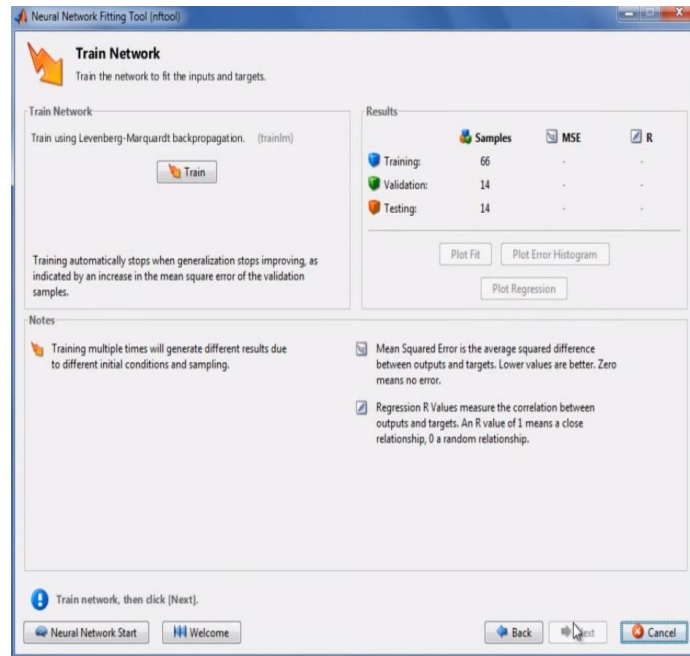 Neural Network Fitting Tool (nftool)
Train Network
Train the network to fit the inputs and targets.
Train Network
Train using Levenberg-Marquardt backpropagation. (trainlm)
Train
Training automatically stops when generalization stops improving, as
indicated by an increase in the mean square error of the validation
samples.
Results
Samples MSE R
Training: 66 - -
Validation: 14 - -
Testing: 14 - -
Plot Fit Plot Error Histogram
Plot Regression
Notes
Training multiple times will generate different results due
to different initial conditions and sampling.
Mean Squared Error is the average squared difference
between outputs and targets. Lower values are better. Zero
means no error.
Regression R Values measure the correlation between
outputs and targets. An R value of 1 means a close
relationship, 0 a random relationship.
Train network, then click [Next].
Neural Network Start Welcome Back Next Cancel